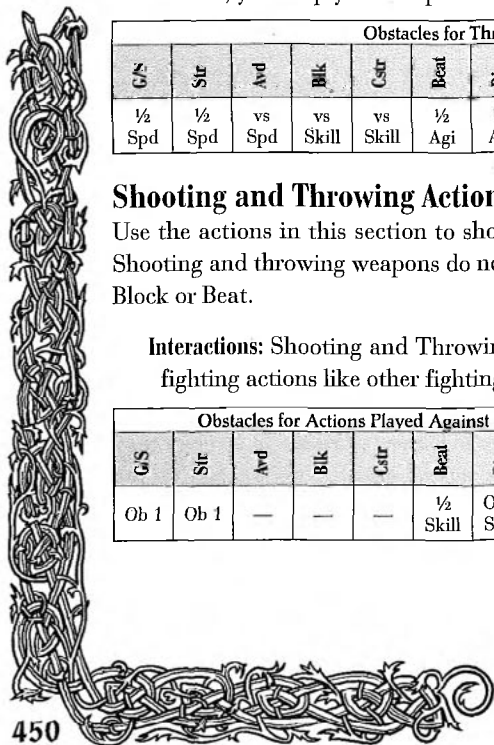 Obstacles for Thr
G/S Str Avd Blk Cstr Beat
½ ½ vs vs vs ½
Spd Spd Spd Skill Skill Agi A
Shooting and Throwing Action
Use the actions in this section to sho
Shooting and throwing weapons do no
Block or Beat.
Interactions: Shooting and Throwin
fighting actions like other fighting
Obstacles for Actions Played Against
G/S Str Avd Blk Cstr Beat
Ob 1 Ob 1 — — — ½ O
Skill S
450